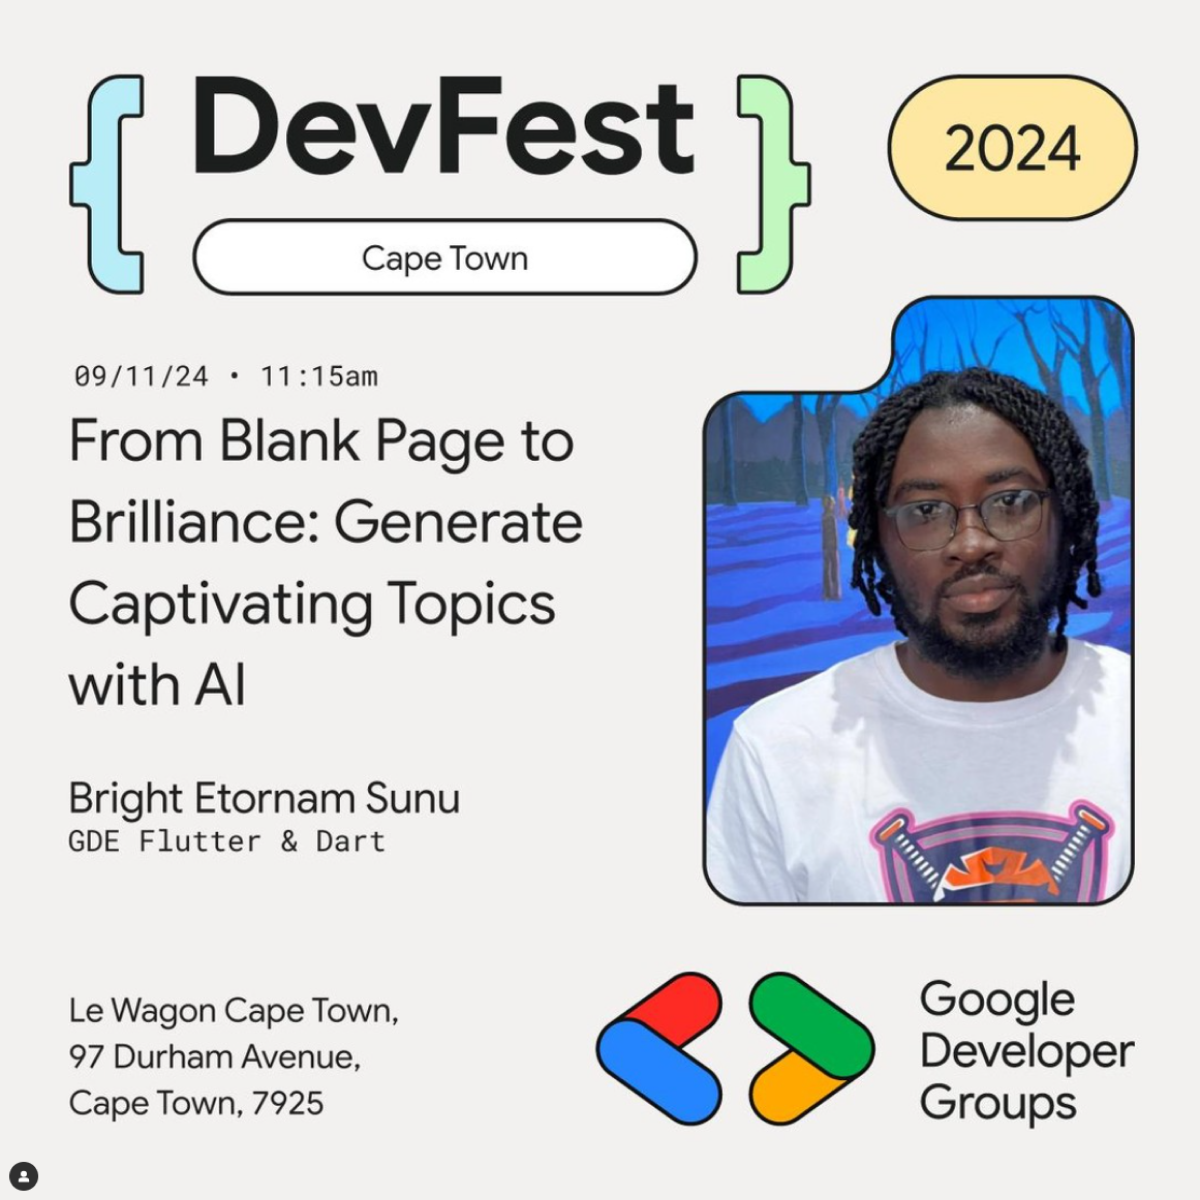 DevFest
Cape Town
2024
09/11/24 • 11:15am
From Blank Page to
Brilliance: Generate
Captivating Topics
with AI
Bright Etornam Sunu
GDE Flutter & Dart
Le Wagon Cape Town,
97 Durham Avenue,
Cape Town, 7925
Google
Developer
Groups